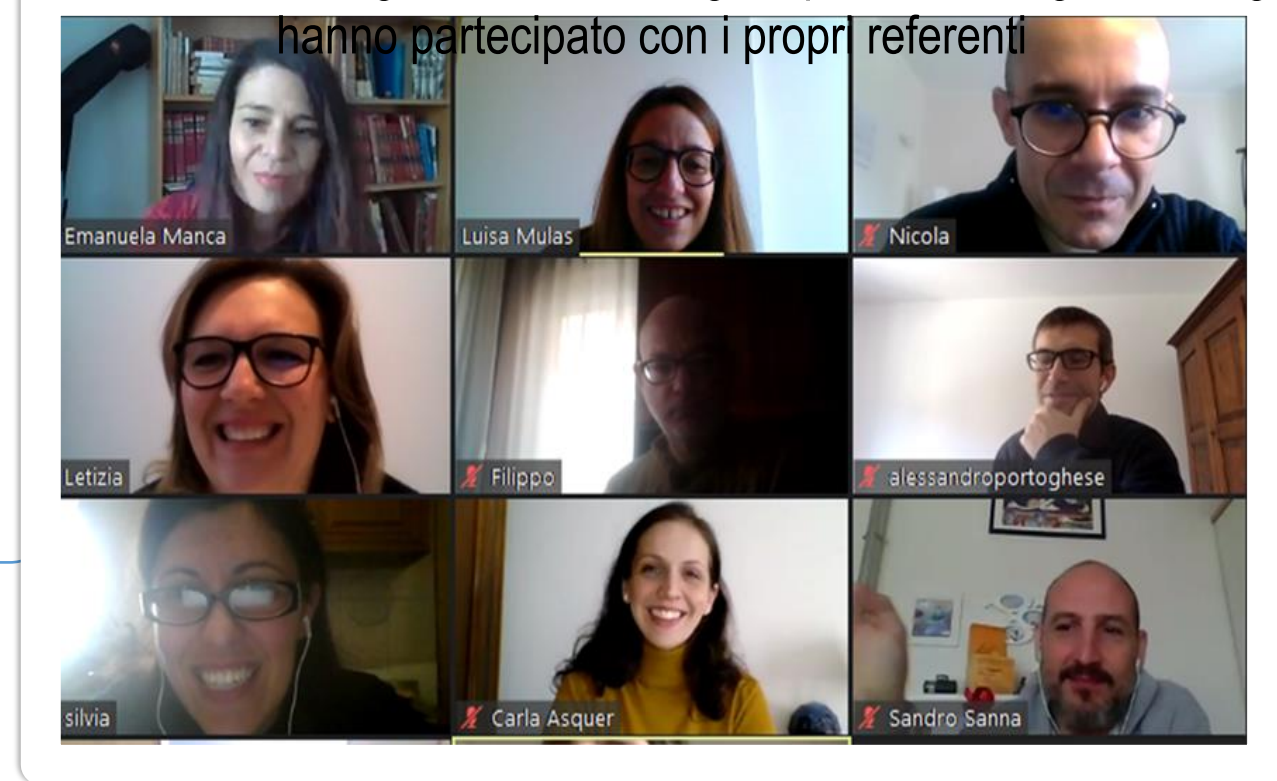 hanno partecipato con i propri referenti
Emanuela Manca
Luisa Mulas
Nicola
Letizia
Filippo
alessandroportoghese
silvia
Carla Asquer
Sandro Sanna